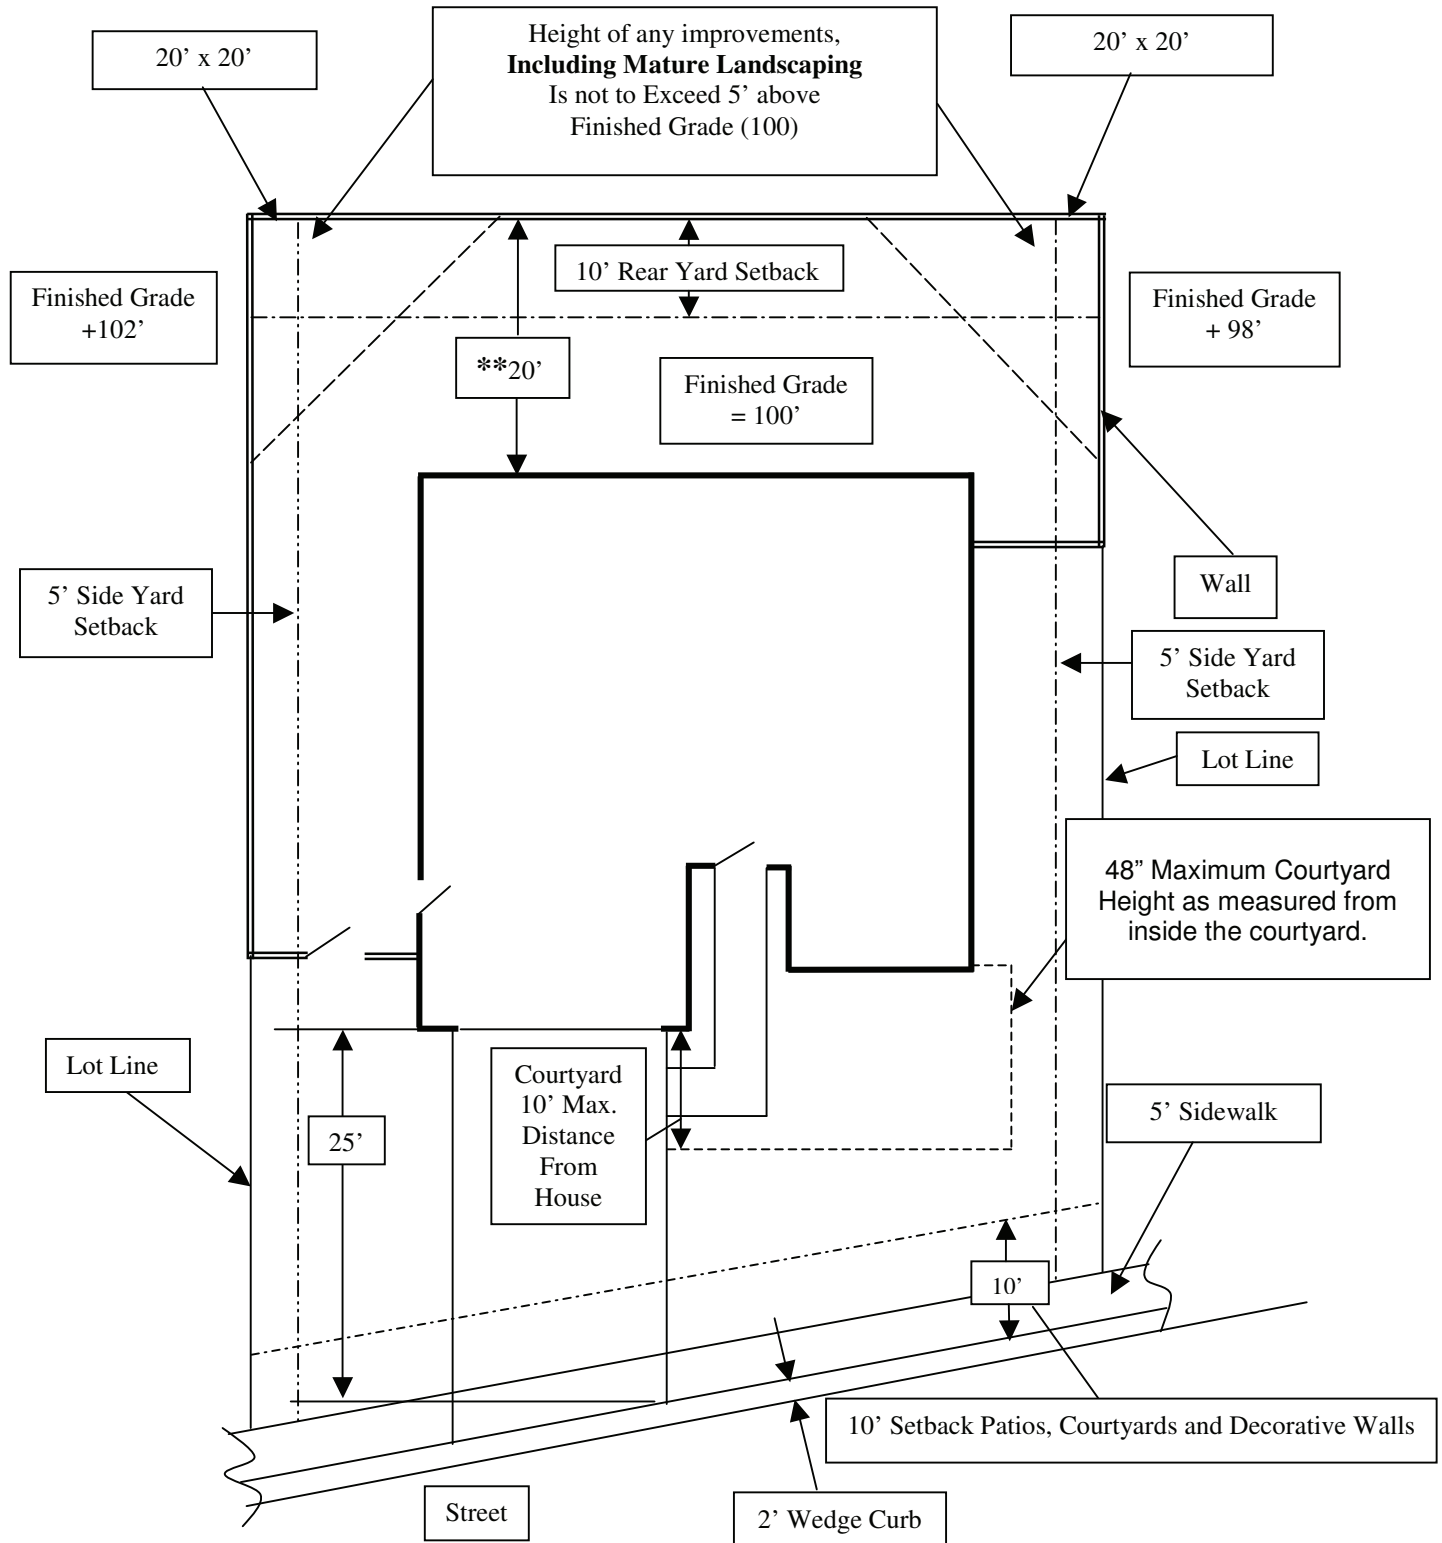 20’ x 20’
Height of any improvements,
Including Mature Landscaping
Is not to Exceed 5’ above
Finished Grade (100)
20’ x 20’
10’ Rear Yard Setback
Finished Grade
+102’
Finished Grade
+ 98’
**20’
Finished Grade
= 100’
Wall
5’ Side Yard
Setback
5’ Side Yard
Setback
Lot Line
48” Maximum Courtyard
Height as measured from
inside the courtyard.
Lot Line
Courtyard
10’ Max.
Distance
From
House
25’
5’ Sidewalk
10’
10’ Setback Patios, Courtyards and Decorative Walls
Street
2’ Wedge Curb